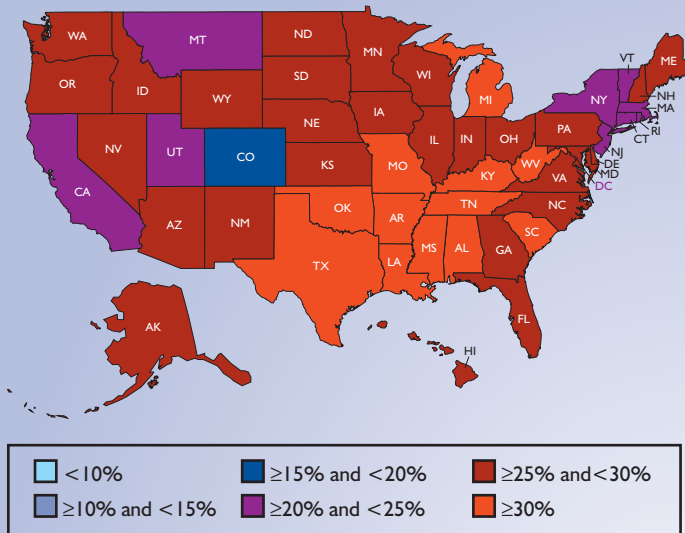 WA
MT
ND
MN
VT
ME
OR
ID
SD
WI
NH
WY
MI
NY
MA
RI
CT
IA
NE
PA
NJ
NV
UT
CO
IL
IN
OH
DE
MD
DC
CA
KS
MO
WV
VA
KY
NC
AZ
NM
OK
AR
TN
SC
MS
AL
GA
TX
LA
FL
AK
HI
<10%
≥15% and <20%
≥25% and<30%
≥10% and <15%
≥20% and <25%
≥30%